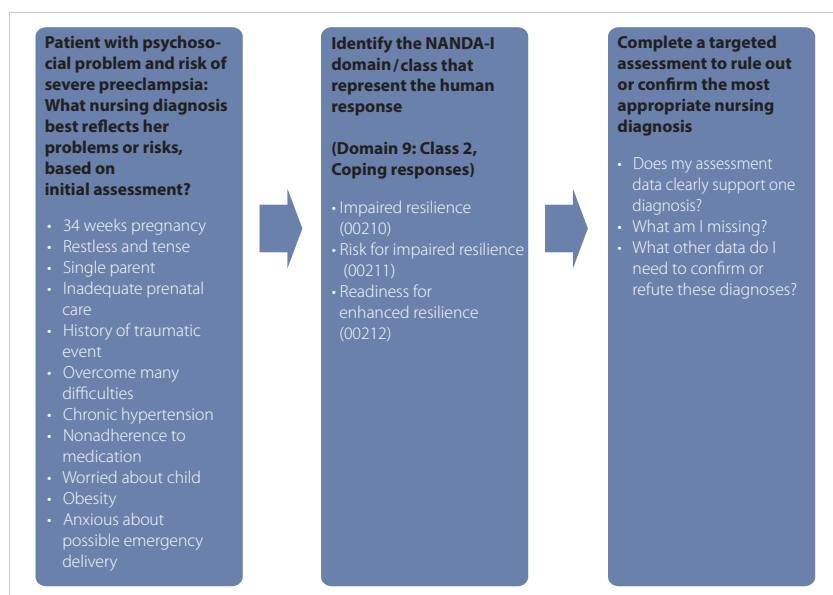 Patient with psychoso-
cial problem and risk of
severe preeclampsia:
What nursing diagnosis
best reflects her
problems or risks,
based on
initial assessment?
• 34 weeks pregnancy
• Restless and tense
• Single parent
• Inadequate prenatal
care
• History of traumatic
event
• Overcome many
difficulties
• Chronic hypertension
• Nonadherence to
medication
• Worried about child
• Obesity
• Anxious about
possible emergency
delivery
Identify the NANDA-I
domain/class that
represent the human
response
(Domain 9: Class 2,
Coping responses)
• Impaired resilience
(00210)
• Risk for impaired resilience
(00211)
• Readiness for
enhanced resilience
(00212)
Complete a targeted
assessment to rule out
or confirm the most
appropriate nursing
diagnosis
• Does my assessment
data clearly support one
diagnosis?
• What am I missing?
• What other data do I
need to confirm or
refute these diagnoses?